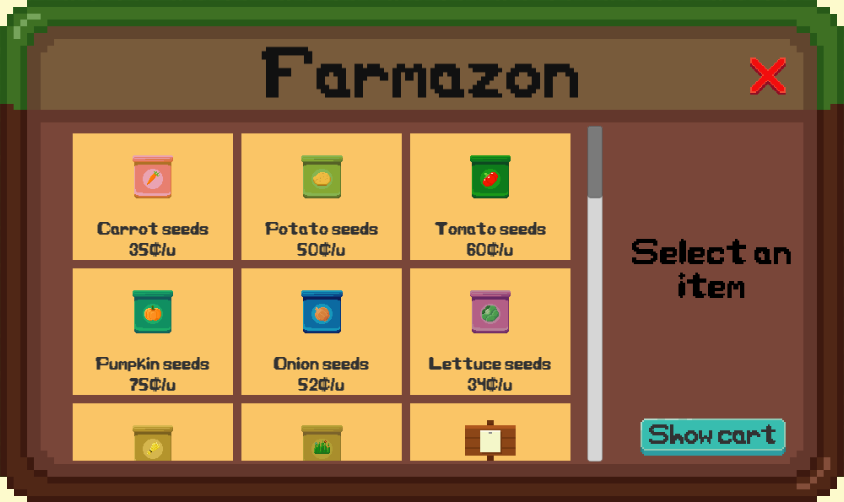 Farmazon
Carrot seeds
35₵/u
Potato seeds
50₵/u
Tomato seeds
60₵/u
Pumpkin seeds
75₵/u
Onion seeds
52₵/u
Lettuce seeds
34₵/u
Select an
item
Show cart